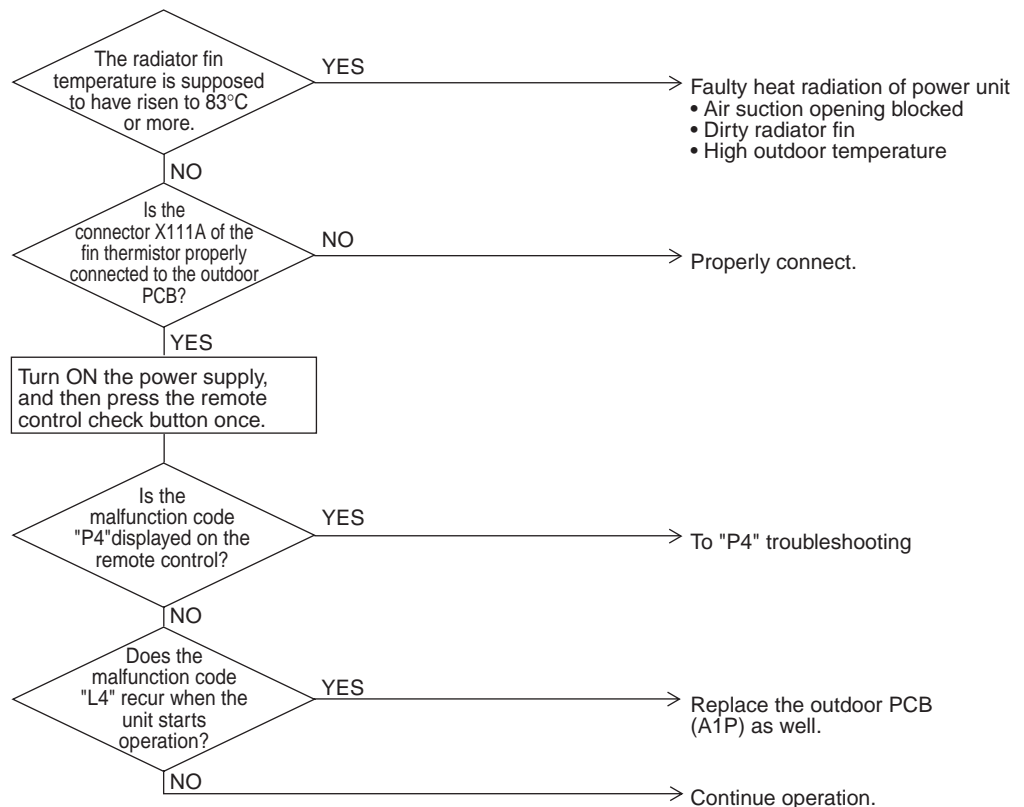 The radiator fin
temperature is supposed
to have risen to 83°C
or more.
YES
Faulty heat radiation of power unit
• Air suction opening blocked
• Dirty radiator fin
• High outdoor temperature
NO
Is the
connector X111A of the
fin thermistor properly
connected to the outdoor
PCB?
NO
Properly connect.
YES
Turn ON the power supply,
and then press the remote
control check button once.
Is the
malfunction code
"P4"displayed on the
remote control?
YES
To "P4" troubleshooting
NO
Does the
malfunction code
"L4" recur when the
unit starts
operation?
YES
Replace the outdoor PCB
(A1P) as well.
NO
Continue operation.